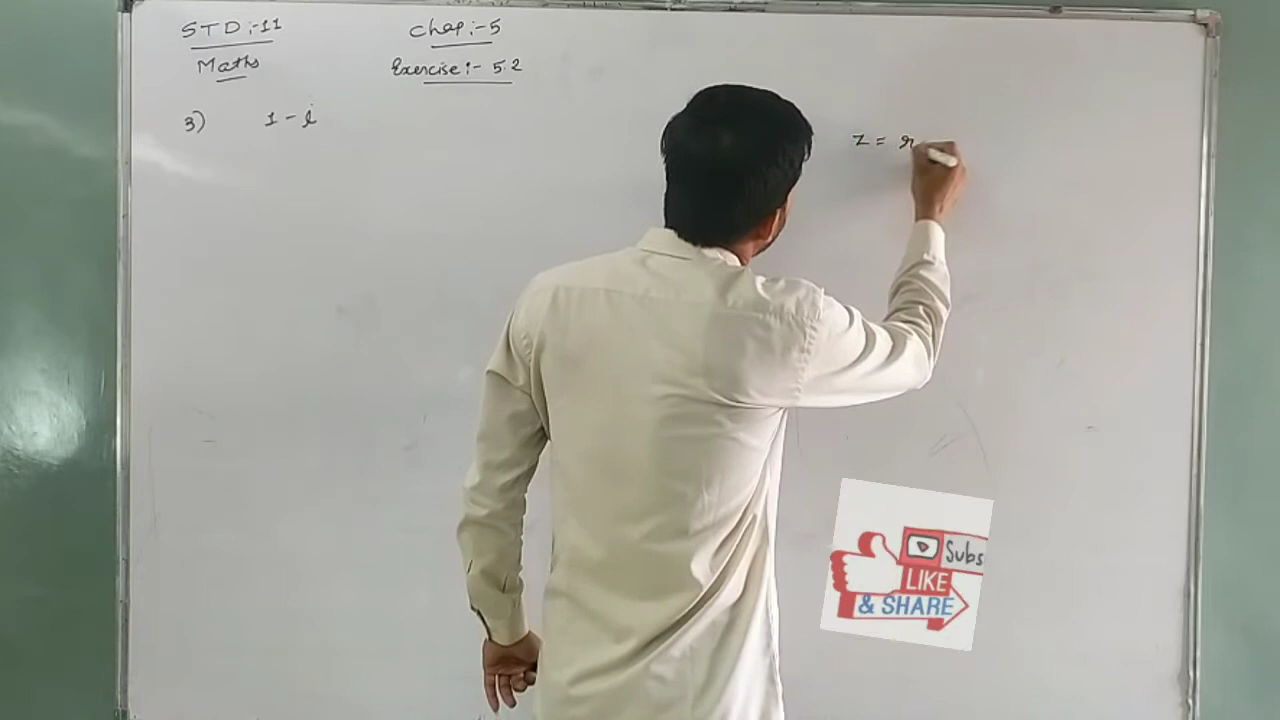 STD :- 11
Maths
Chap :- 5
Exercise :- 5.2
3) 1 - i
z = r
Subs
LIKE
& SHARE